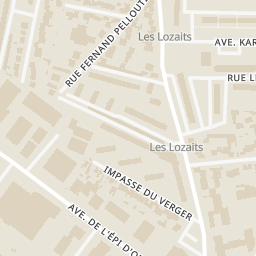 Les Lozaits
AVE. KAR
RUE FERNAND PELLOUT
RUE L
Les Lozaits
IMPASSE DU VERGER
AVE. DE L'ÉPI D'O